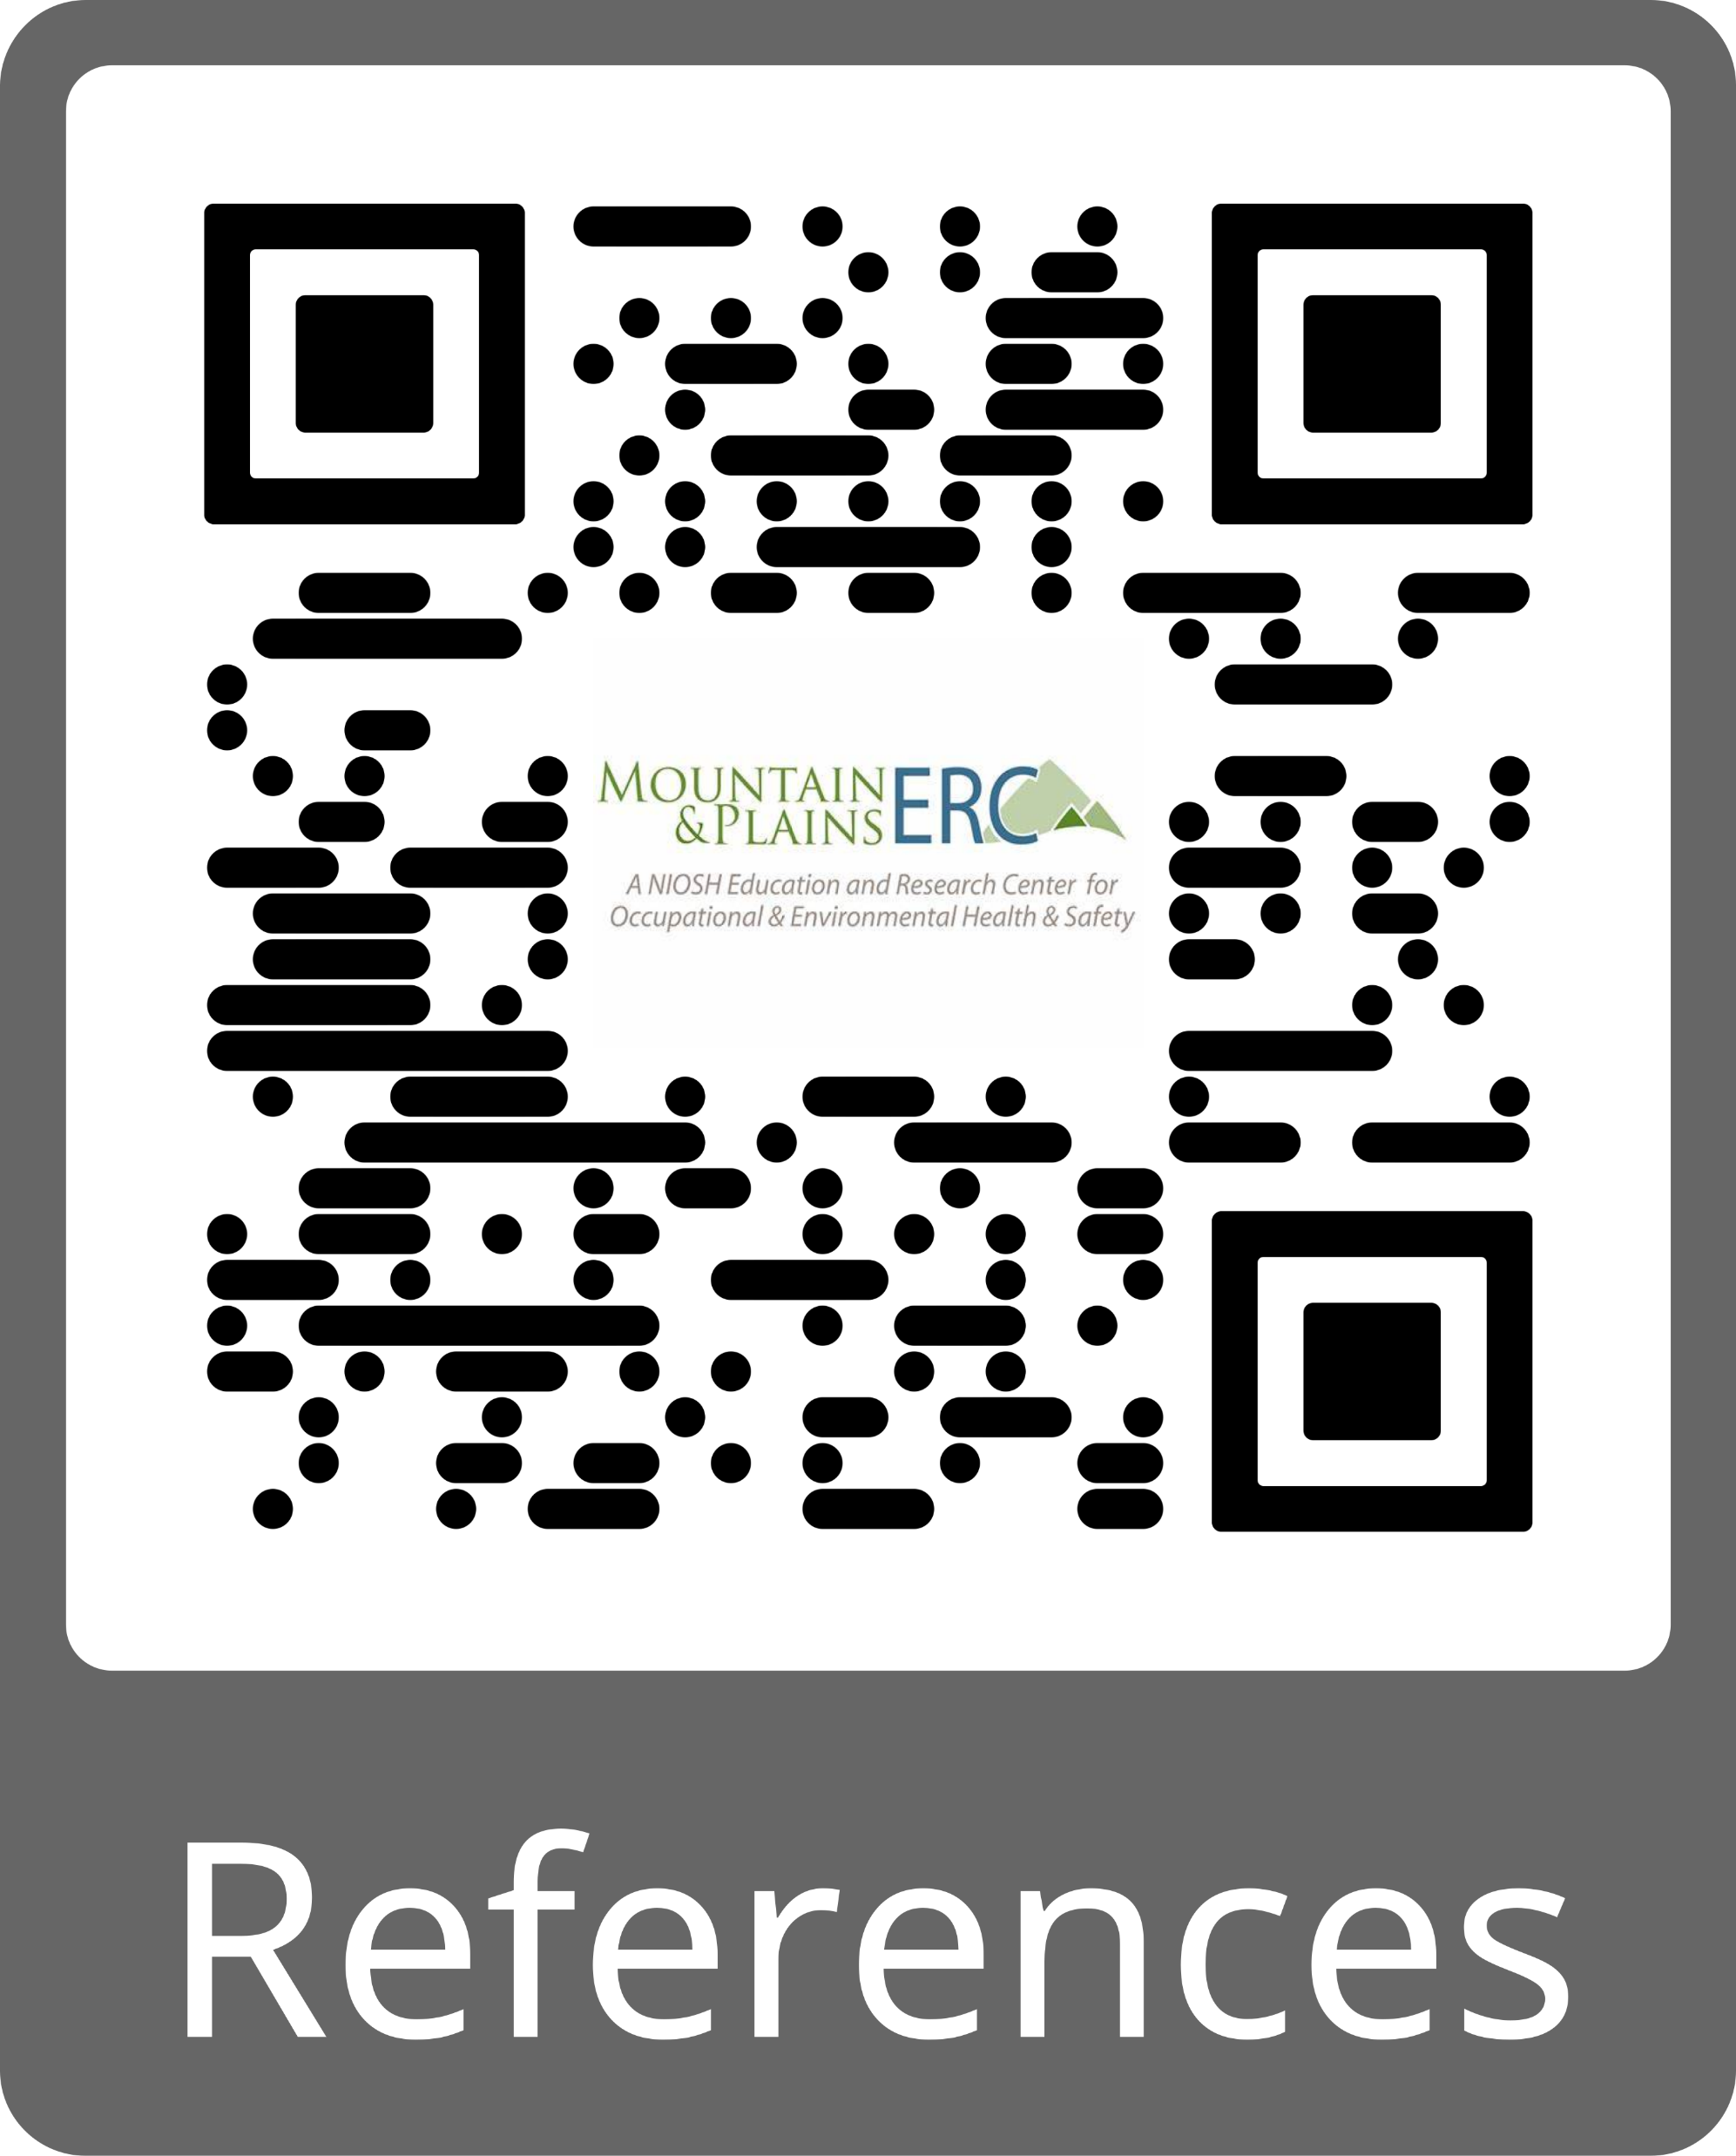 MOUNTAIN ERC
& PLAINS
A NIOSH Education and Research Center for
Occupational & Environmental Health & Safety
References